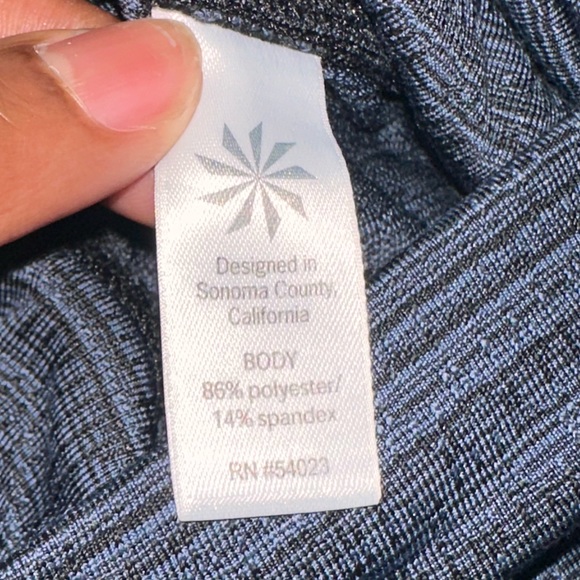 Designed in
Sonoma County,
California
BODY
86% polyester/
14% spandex
RN #54023